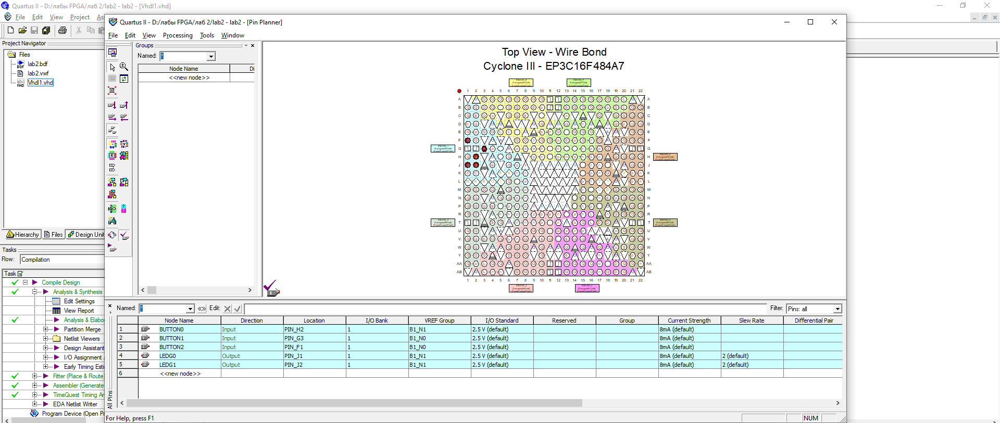 Quartus II - D:/лабы FPGA/лаб 2/lab2 - lab2 - [Vhdl1.vhd]
File Edit View Project
Quartus II - D:/лабы FPGA/лаб 2/lab2 - lab2 - [Pin Planner]
File Edit View Processing Tools Window
Project Navigator
Files
lab2.bdf
lab2.vwf
Vhdl1.vhd
Hierarchy Files Design Unit
Tasks
Flow: Compilation
Task
Compile Design
Analysis & Synthesis
Edit Settings
View Report
Analysis & Elabo
Partition Merge
Netlist Viewers
Design Assistant
I/O Assignment
Early Timing Esti
Fitter (Place & Route
Assembler (Generate
TimeQuest Timing An
EDA Netlist Writer
Program Device (Open Pr
Groups
Named: *
Node Name Di
<<new node>>
Top View - Wire Bond
Cyclone III - EP3C16F484A7
1 2 3 4 5 6 7 8 9 10 11 12 13 14 15 16 17 18 19 20 21 22
A A
B B
C C
D D
E E
F F
G G
H H
J J
K K
L L
M M
N N
P P
R R
T T
U U
V V
W W
Y Y
AA AA
AB AB
1 2 3 4 5 6 7 8 9 10 11 12 13 14 15 16 17 18 19 20 21 22
Named: * Edit: Filter: Pins: all
Node Name Direction Location I/O Bank VREF Group I/O Standard Reserved Group Current Strength Slew Rate Differential Pair
1 BUTTON0 Input PIN_H2 1 B1_N1 2.5 V (default) 8mA (default)
2 BUTTON1 Input PIN_G3 1 B1_N0 2.5 V (default) 8mA (default)
3 BUTTON2 Input PIN_F1 1 B1_N0 2.5 V (default) 8mA (default)
4 LEDG0 Output PIN_J1 1 B1_N1 2.5 V (default) 8mA (default) 2 (default)
5 LEDG1 Output PIN_J2 1 B1_N1 2.5 V (default) 8mA (default) 2 (default)
6 <<new node>>
All Pins
For Help, press F1
NUM